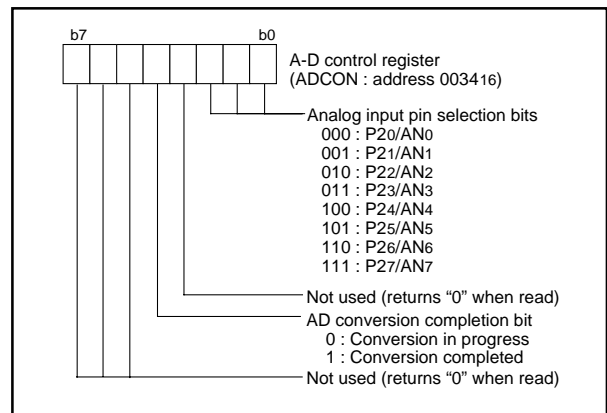 b7 b0
A-D control register
(ADCON : address 003416)
Analog input pin selection bits
000 : P20/AN0
001 : P21/AN1
010 : P22/AN2
011 : P23/AN3
100 : P24/AN4
101 : P25/AN5
110 : P26/AN6
111 : P27/AN7
Not used (returns “0” when read)
AD conversion completion bit
0 : Conversion in progress
1 : Conversion completed
Not used (returns “0” when read)